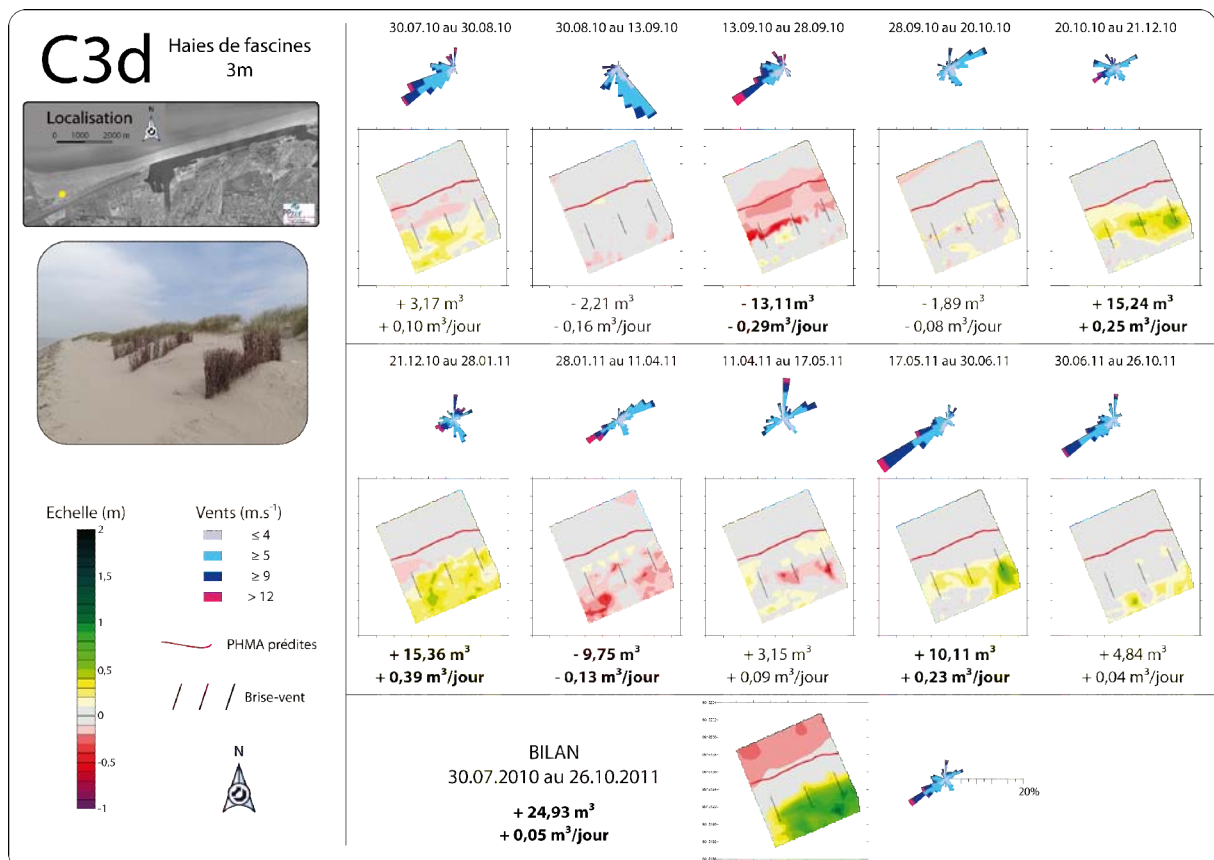 C3d
Haies de fascines
3m
Localisation
N
0 1000 2000 m
Echelle (m)
2
1,5
1
0,5
0
-0,5
-1
Vents (m.s⁻¹)
≤ 4
≥ 5
≥ 9
> 12
PHMA prédites
Brise-vent
N
30.07.10 au 30.08.10
+ 3,17 m³
+ 0,10 m³/jour
30.08.10 au 13.09.10
- 2,21 m³
- 0,16 m³/jour
13.09.10 au 28.09.10
- 13,11m³
- 0,29m³/jour
28.09.10 au 20.10.10
- 1,89 m³
- 0,08 m³/jour
20.10.10 au 21.12.10
+ 15,24 m³
+ 0,25 m³/jour
21.12.10 au 28.01.11
+ 15,36 m³
+ 0,39 m³/jour
28.01.11 au 11.04.11
- 9,75 m³
- 0,13 m³/jour
11.04.11 au 17.05.11
+ 3,15 m³
+ 0,09 m³/jour
17.05.11 au 30.06.11
+ 10,11 m³
+ 0,23 m³/jour
30.06.11 au 26.10.11
+ 4,84 m³
+ 0,04 m³/jour
BILAN
30.07.2010 au 26.10.2011
+ 24,93 m³
+ 0,05 m³/jour
20%